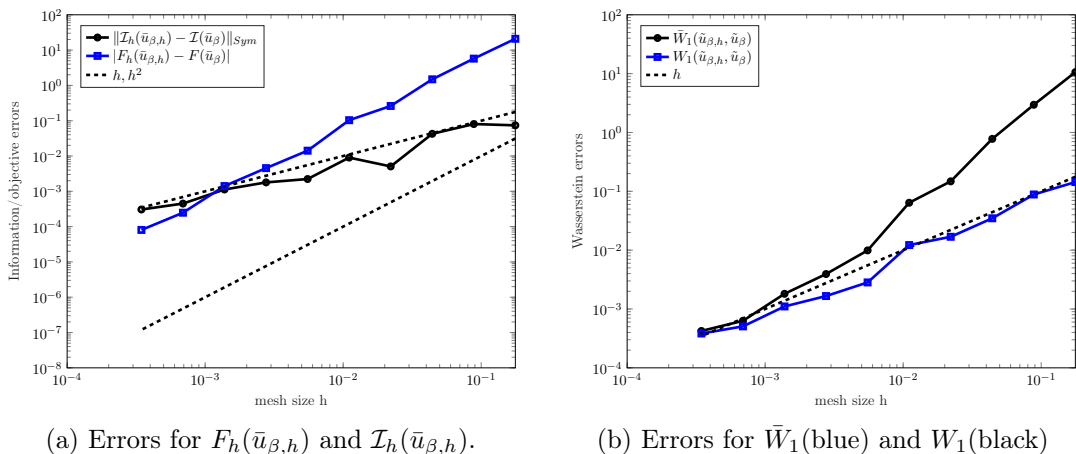 10^2
10^1
10^0
10^{-1}
10^{-2}
10^{-3}
10^{-4}
10^{-5}
10^{-6}
10^{-7}
10^{-8}
Information/objective errors
‖𝓘_h(ū_{β,h}) − 𝓘(ū_β)‖_{Sym}
|F_h(ū_{β,h}) − F(ū_β)|
h, h^2
10^{-4}
10^{-3}
10^{-2}
10^{-1}
mesh size h
(a) Errors for F_h(ū_{β,h}) and 𝓘_h(ū_{β,h}).
10^2
10^1
10^0
10^{-1}
10^{-2}
10^{-3}
10^{-4}
Wasserstein errors
W̄_1(ũ_{β,h}, ũ_β)
W_1(ũ_{β,h}, ũ_β)
h
10^{-4}
10^{-3}
10^{-2}
10^{-1}
mesh size h
(b) Errors for W̄_1(blue) and W_1(black)